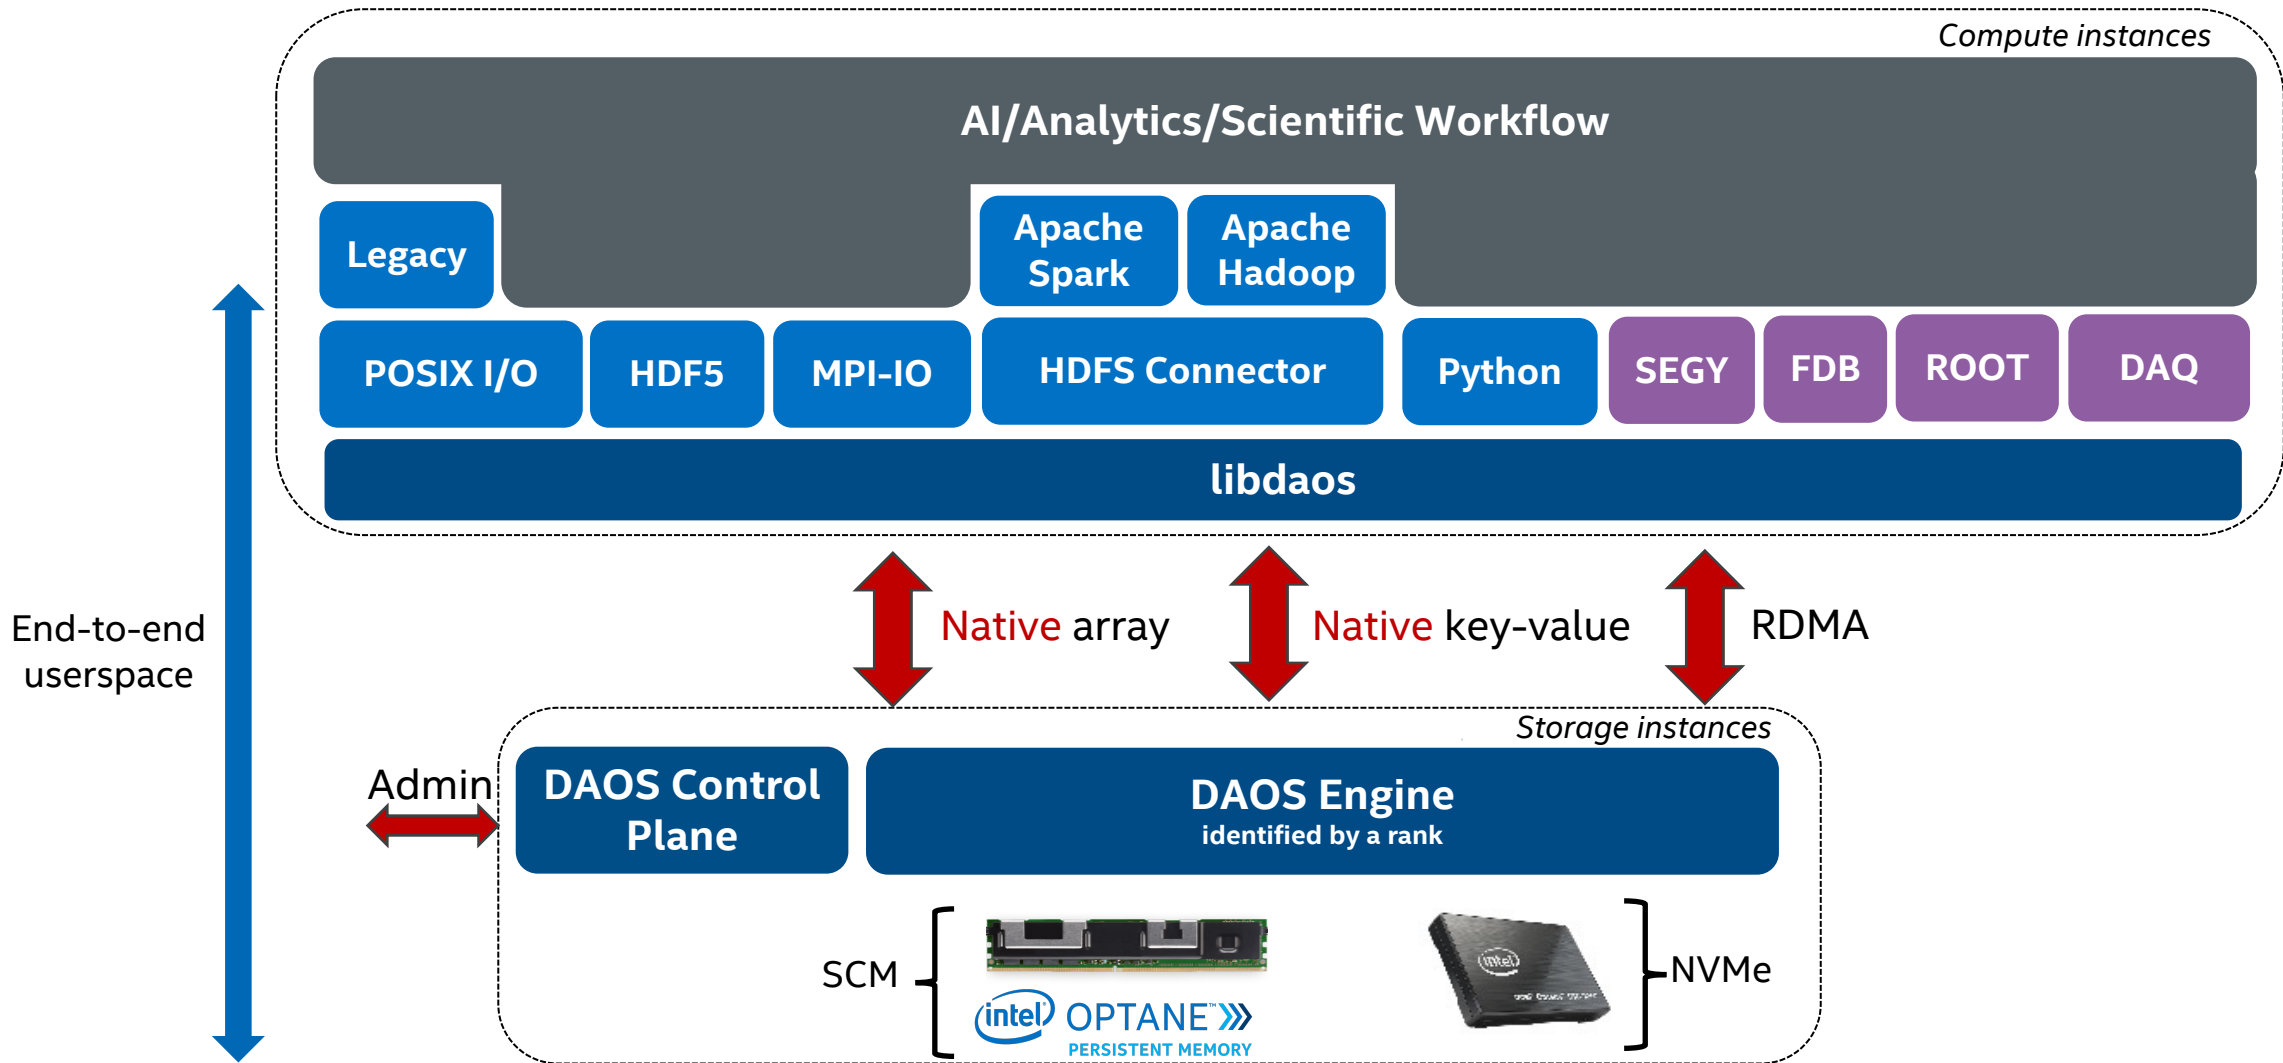 Compute instances
AI/Analytics/Scientific Workflow
Legacy
Apache
Spark
Apache
Hadoop
POSIX I/O
HDF5
MPI-IO
HDFS Connector
Python
SEGY
FDB
ROOT
DAQ
libdaos
End-to-end
userspace
Native array
Native key-value
RDMA
Storage instances
Admin
DAOS Control
Plane
DAOS Engine
identified by a rank
SCM
intel
OPTANE™
PERSISTENT MEMORY
intel
NVMe